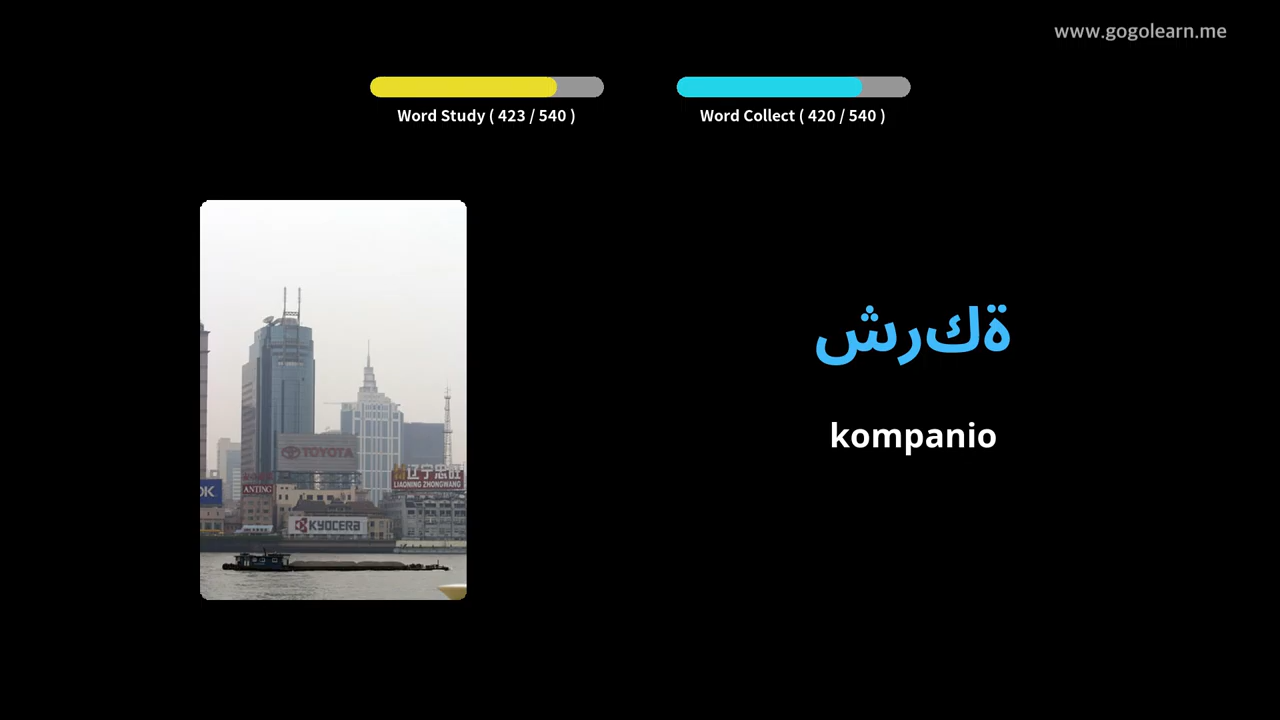 www.gogolearn.me
Word Study ( 423 / 540 )
Word Collect ( 420 / 540 )
ةكرش
kompanio
TOYOTA
辽宁忠旺
LIAONING ZHONGWANG
OK
ANTING
KYOCERA